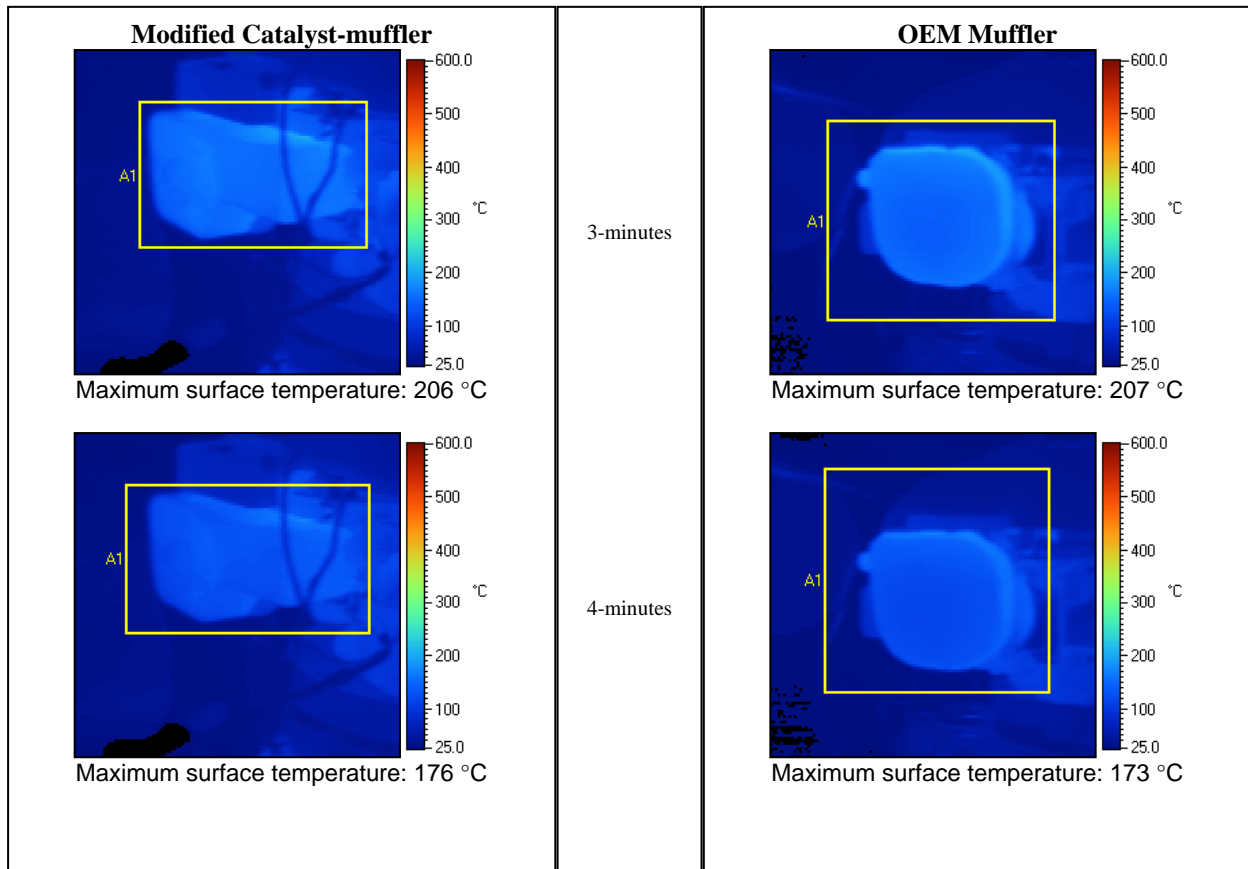 Modified Catalyst-muffler
600.0
500
400
300
200
100
25.0
°C
A1
Maximum surface temperature: 206 °C
600.0
500
400
300
200
100
25.0
°C
A1
Maximum surface temperature: 176 °C
3-minutes
4-minutes
OEM Muffler
600.0
500
400
300
200
100
25.0
°C
A1
Maximum surface temperature: 207 °C
600.0
500
400
300
200
100
25.0
°C
A1
Maximum surface temperature: 173 °C